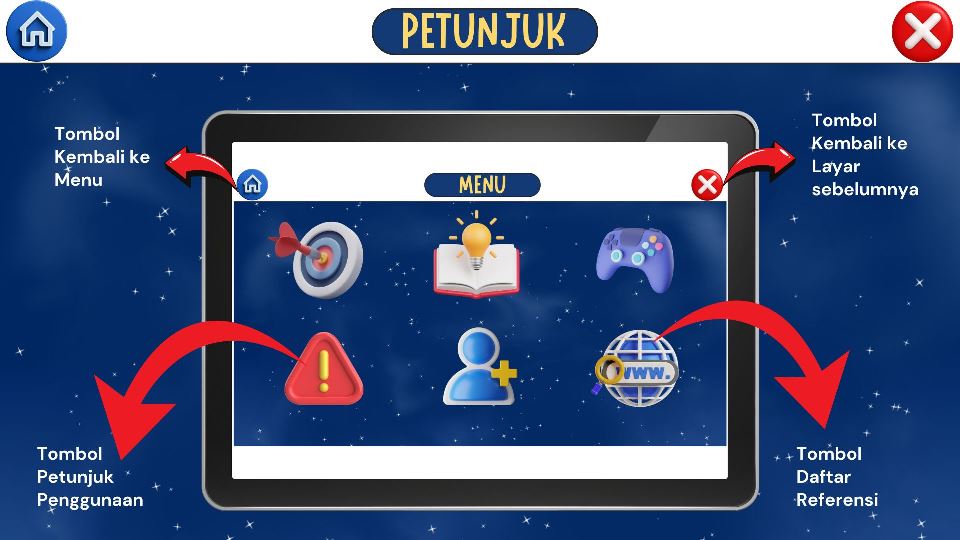 PETUNJUK
Tombol
Kembali ke
Menu
Tombol
Kembali ke
Layar
sebelumnya
MENU
www.
Tombol
Petunjuk
Penggunaan
Tombol
Daftar
Referensi